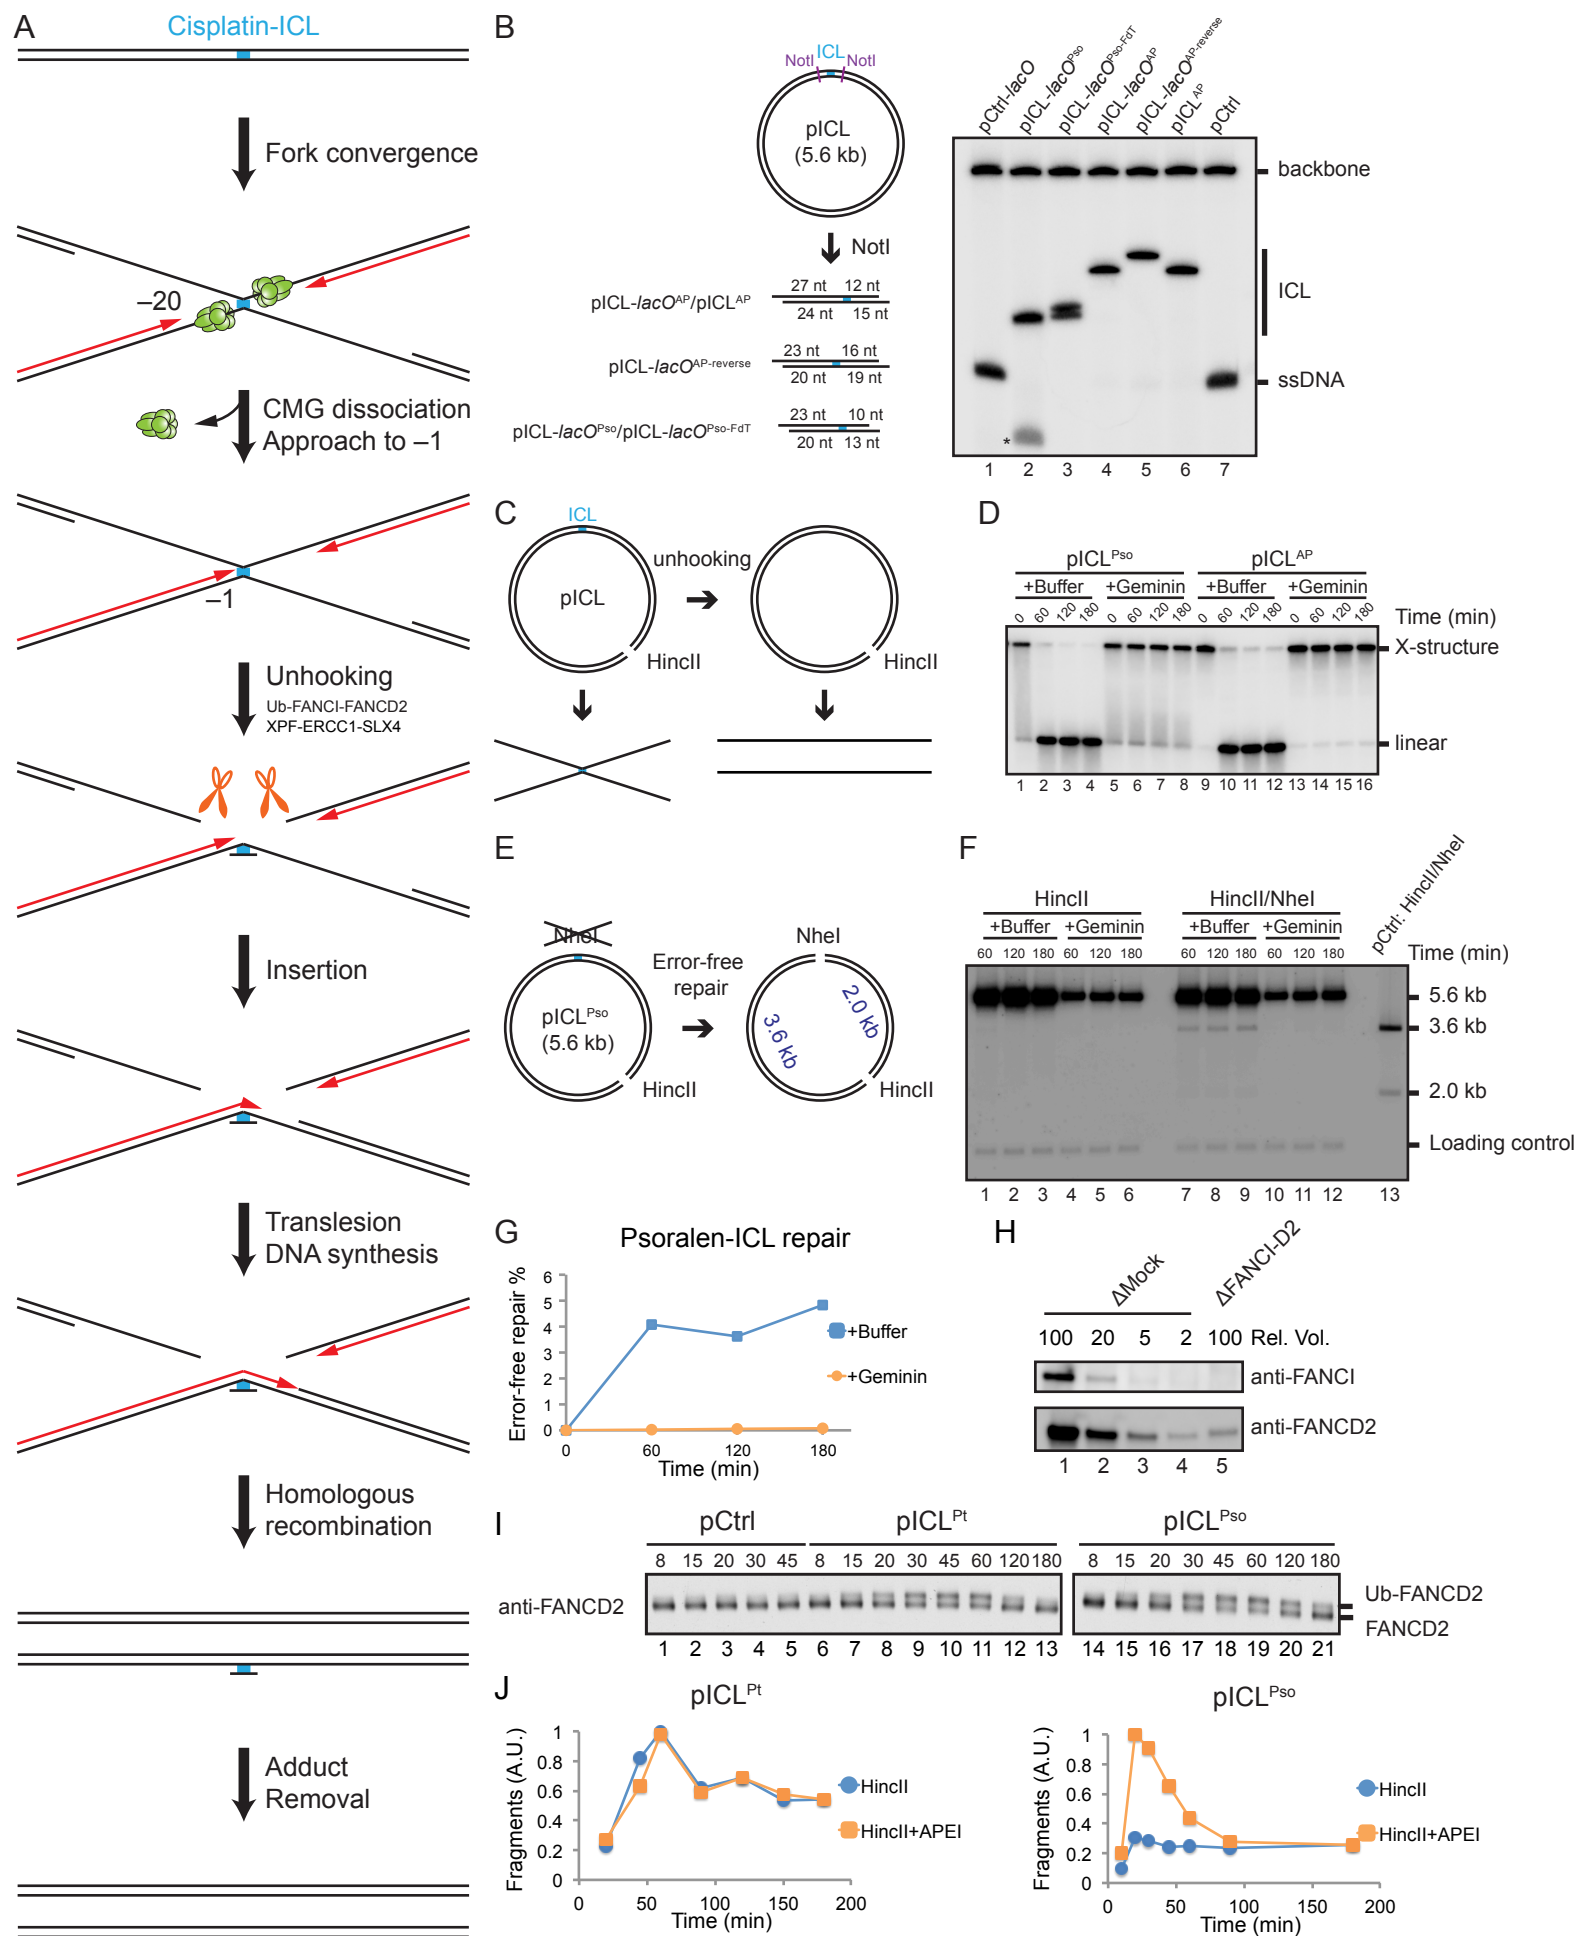 A
Cisplatin-ICL
Fork convergence
–20
CMG dissociation
Approach to –1
–1
Unhooking
Ub-FANCI-FANCD2
XPF-ERCC1-SLX4
Insertion
Translesion
DNA synthesis
Homologous
recombination
Adduct
Removal
B
ICL
NotI NotI
pICL
(5.6 kb)
NotI
27 nt 12 nt
pICL-lacO^AP/pICL^AP
24 nt 15 nt
23 nt 16 nt
pICL-lacO^AP-reverse
20 nt 19 nt
23 nt 10 nt
pICL-lacO^Pso/pICL-lacO^Pso-FdT
20 nt 13 nt
pCtrl-lacO
pICL-lacO^Pso
pICL-lacO^Pso-FdT
pICL-lacO^AP
pICL-lacO^AP-reverse
pICL^AP
pCtrl
backbone
ICL
ssDNA
*
1 2 3 4 5 6 7
C
ICL
unhooking
pICL
HincII HincII
D
pICL^Pso pICL^AP
+Buffer +Geminin +Buffer +Geminin
0 60 120 180 0 60 120 180 0 60 120 180 0 60 120 180 Time (min)
X-structure
linear
1 2 3 4 5 6 7 8 9 10 11 12 13 14 15 16
E
NheI NheI
Error-free
repair
pICL^Pso
(5.6 kb)
2.0 kb
3.6 kb
HincII HincII
F
HincII HincII/NheI pCtrl: HincII/NheI
+Buffer +Geminin +Buffer +Geminin
60 120 180 60 120 180 60 120 180 60 120 180 Time (min)
5.6 kb
3.6 kb
2.0 kb
Loading control
1 2 3 4 5 6 7 8 9 10 11 12 13
G
Psoralen-ICL repair
Error-free repair %
6
5
4
3
2
1
0
0 60 120 180
Time (min)
+Buffer
+Geminin
H
ΔMock ΔFANCI-D2
100 20 5 2 100 Rel. Vol.
anti-FANCI
anti-FANCD2
1 2 3 4 5
I
pCtrl pICL^Pt pICL^Pso
8 15 20 30 45 8 15 20 30 45 60 120 180 8 15 20 30 45 60 120 180
anti-FANCD2
Ub-FANCD2
FANCD2
1 2 3 4 5 6 7 8 9 10 11 12 13 14 15 16 17 18 19 20 21
J
pICL^Pt
Fragments (A.U.)
1
0.8
0.6
0.4
0.2
0
0 50 100 150 200
Time (min)
HincII
HincII+APEI
pICL^Pso
Fragments (A.U.)
1
0.8
0.6
0.4
0.2
0
0 50 100 150 200
Time (min)
HincII
HincII+APEI